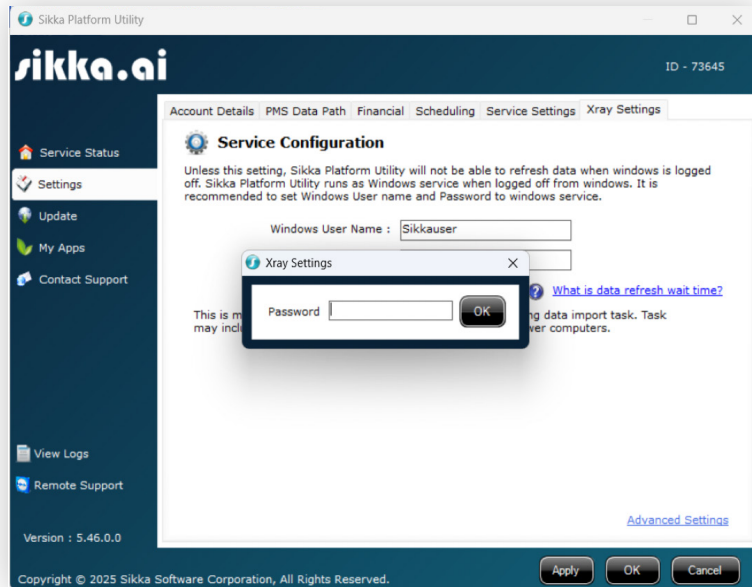 Sikka Platform Utility
sikka.ai
ID - 73645
Account Details PMS Data Path Financial Scheduling Service Settings Xray Settings
Service Status
Settings
Update
My Apps
Contact Support
View Logs
Remote Support
Version : 5.46.0.0
Service Configuration
Unless this setting, Sikka Platform Utility will not be able to refresh data when windows is logged
off. Sikka Platform Utility runs as Windows service when logged off from windows. It is
recommended to set Windows User name and Password to windows service.
Windows User Name : Sikkauser
Xray Settings
Password
OK
What is data refresh wait time?
This is
data import task. Task
may
computers.
Advanced Settings
Apply OK Cancel
Copyright © 2025 Sikka Software Corporation, All Rights Reserved.